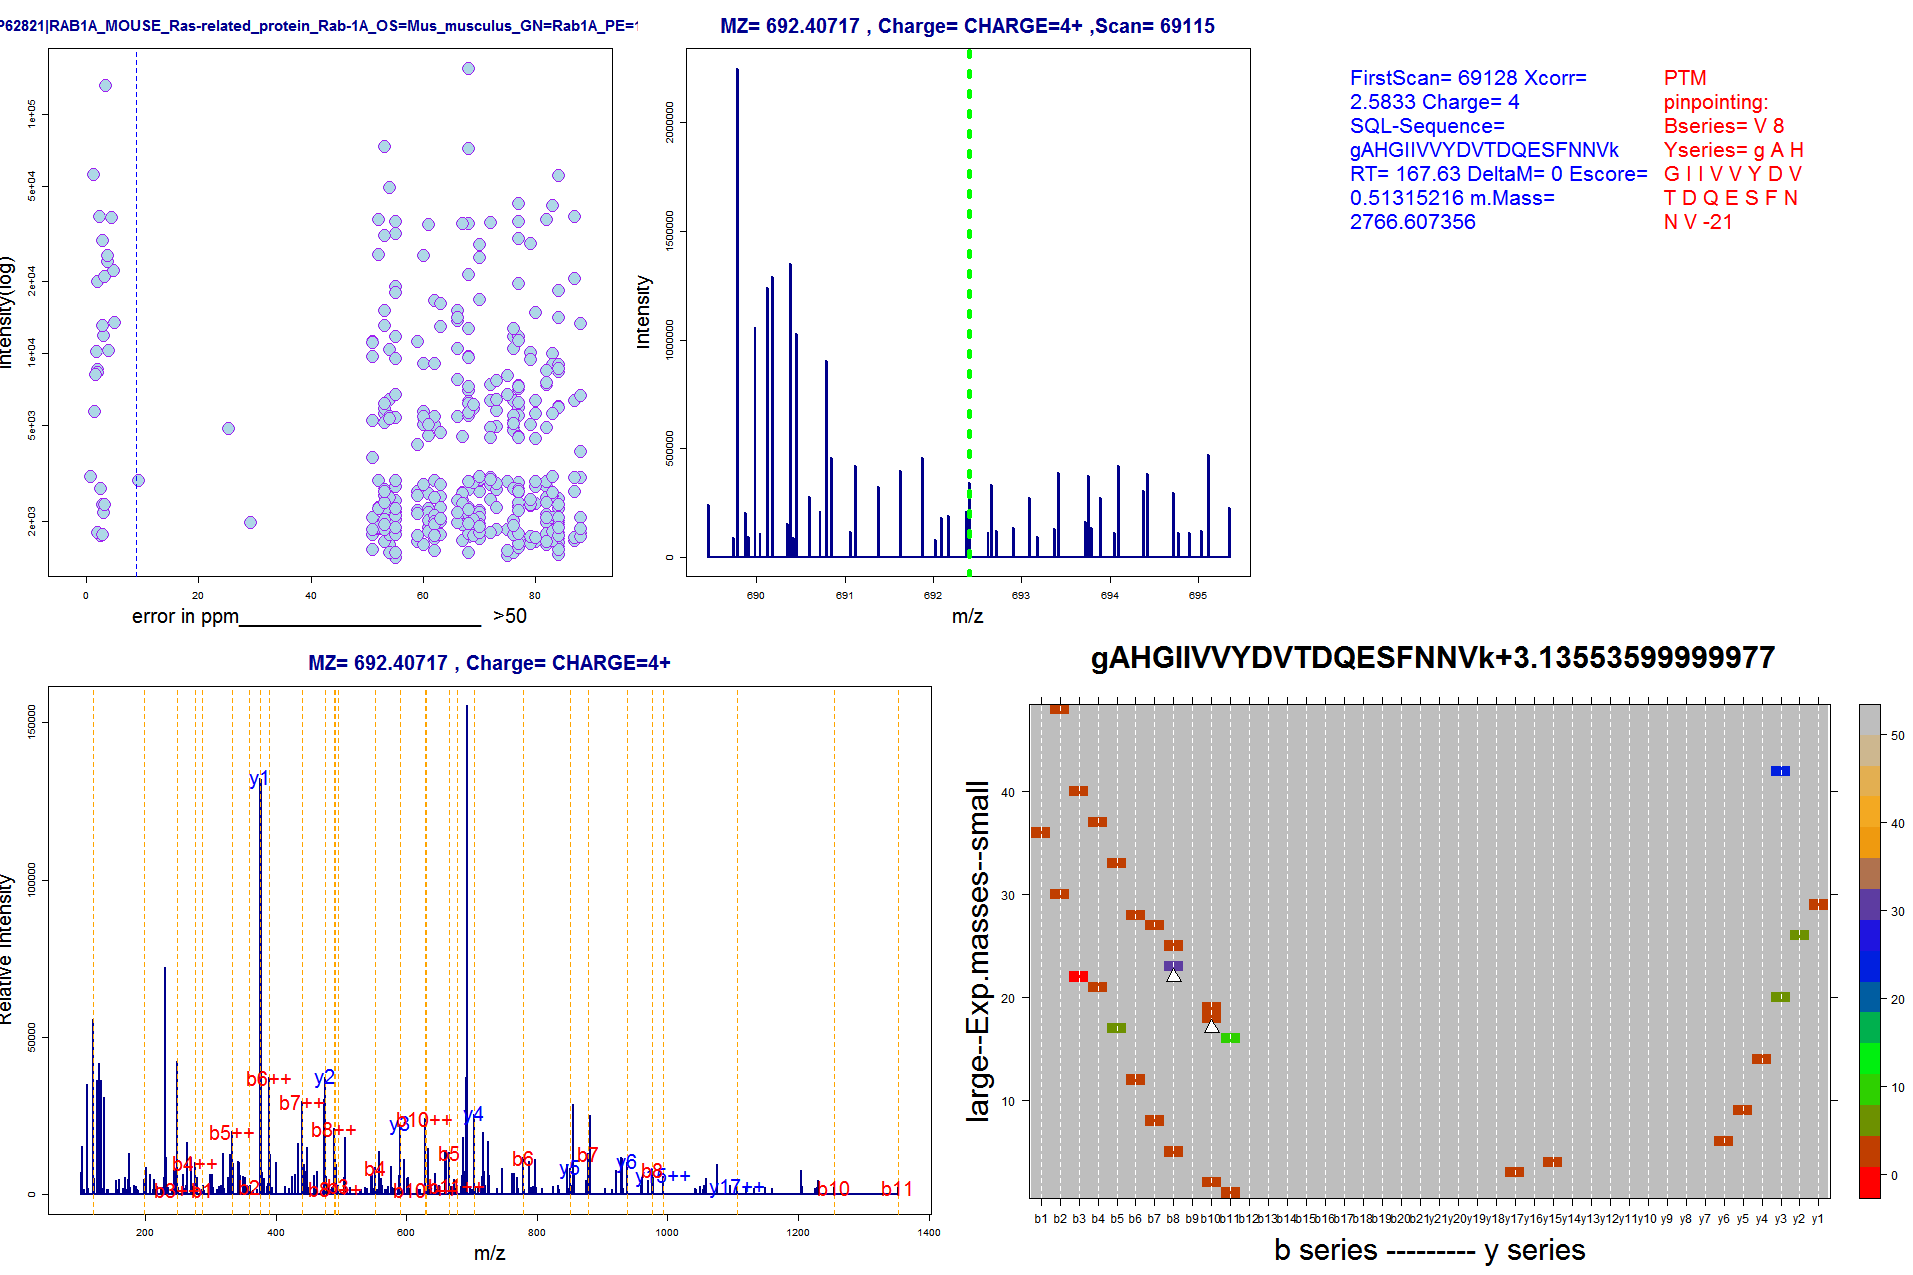 P62821|RAB1A_MOUSE_Ras-related_protein_Rab-1A_OS=Mus_musculus_GN=Rab1A_PE=1
Intensity(log)
1e+05
5e+04
2e+04
1e+04
5e+03
2e+03
0 20 40 60 80
error in ppm______________________ >50
MZ= 692.40717 , Charge= CHARGE=4+ ,Scan= 69115
Intensity
2000000
1500000
1000000
500000
0
690 691 692 693 694 695
m/z
FirstScan= 69128 Xcorr=
2.5833 Charge= 4
SQL-Sequence=
gAHGIIVVYDVTDQESFNNVk
RT= 167.63 DeltaM= 0 Escore=
0.51315216 m.Mass=
2766.607356
PTM
pinpointing:
Bseries= V 8
Yseries= g A H
G I I V V Y D V
T D Q E S F N
N V -21
MZ= 692.40717 , Charge= CHARGE=4+
Relative Intensity
150000
100000
50000
0
y1
b6++
y2
b7++
b10++
y4
y3
b8++
b5++
b5
b7
b6
b4++
b4
y5
y6
b8
y17++
b10
b11
200 400 600 800 1000 1200 1400
m/z
gAHGIIVVYDVTDQESFNNVk+3.13553599999977
large--Exp.masses--small
40
30
20
10
b1 b2 b3 b4 b5 b6 b7 b8 b9 b10 b11 b12 b13 b14 b15 b16 b17 b18 b19 b20 b21 y21 y20 y19 y18 y17 y16 y15 y14 y13 y12 y11 y10 y9 y8 y7 y6 y5 y4 y3 y2 y1
b series --------- y series
50
40
30
20
10
0